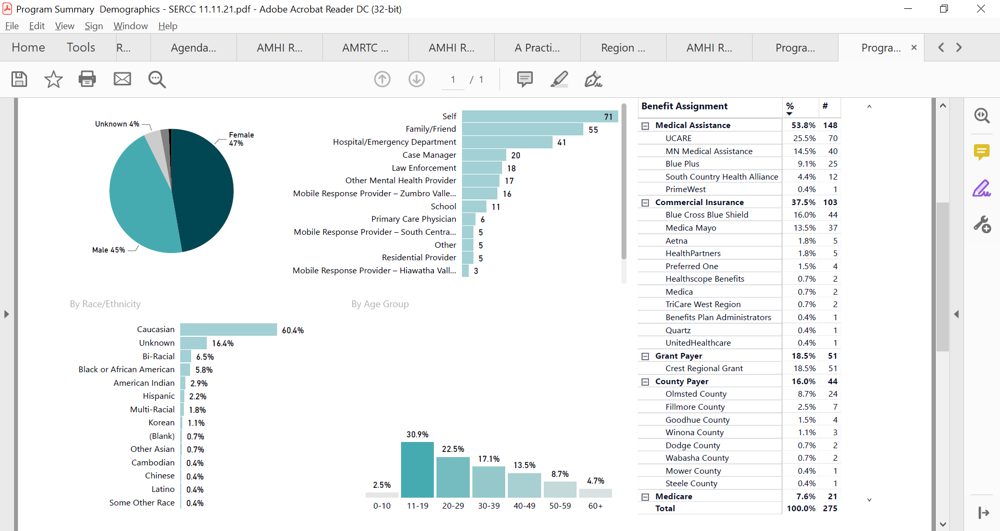 Program Summary  Demographics - SERCC 11.11.21.pdf - Adobe Acrobat Reader DC (32-bit)
File Edit View Sign Window Help
Home Tools R... Agenda... AMHI R... AMRTC ... AMHI R... A Practi... Region ... AMHI R... Progra... Progra...
1 / 1
Unknown 4%
Female
47%
Male 45%
Self 71
Family/Friend 55
Hospital/Emergency Department 41
Case Manager 20
Law Enforcement 18
Other Mental Health Provider 17
Mobile Response Provider – Zumbro Valle... 16
School 11
Primary Care Physician 6
Mobile Response Provider – South Centra... 5
Other 5
Residential Provider 5
Mobile Response Provider – Hiawatha Vall... 3
By Race/Ethnicity
Caucasian 60.4%
Unknown 16.4%
Bi-Racial 6.5%
Black or African American 5.8%
American Indian 2.9%
Hispanic 2.2%
Multi-Racial 1.8%
Korean 1.1%
(Blank) 0.7%
Other Asian 0.7%
Cambodian 0.4%
Chinese 0.4%
Latino 0.4%
Some Other Race 0.4%
By Age Group
2.5% 30.9% 22.5% 17.1% 13.5% 8.7% 4.7%
0-10 11-19 20-29 30-39 40-49 50-59 60+
Benefit Assignment % #
Medical Assistance 53.8% 148
UCARE 25.5% 70
MN Medical Assistance 14.5% 40
Blue Plus 9.1% 25
South Country Health Alliance 4.4% 12
PrimeWest 0.4% 1
Commercial Insurance 37.5% 103
Blue Cross Blue Shield 16.0% 44
Medica Mayo 13.5% 37
Aetna 1.8% 5
HealthPartners 1.8% 5
Preferred One 1.5% 4
Healthscope Benefits 0.7% 2
Medica 0.7% 2
TriCare West Region 0.7% 2
Benefits Plan Administrators 0.4% 1
Quartz 0.4% 1
UnitedHealthcare 0.4% 1
Grant Payer 18.5% 51
Crest Regional Grant 18.5% 51
County Payer 16.0% 44
Olmsted County 8.7% 24
Fillmore County 2.5% 7
Goodhue County 1.5% 4
Winona County 1.1% 3
Dodge County 0.7% 2
Wabasha County 0.7% 2
Mower County 0.4% 1
Steele County 0.4% 1
Medicare 7.6% 21
Total 100.0% 275